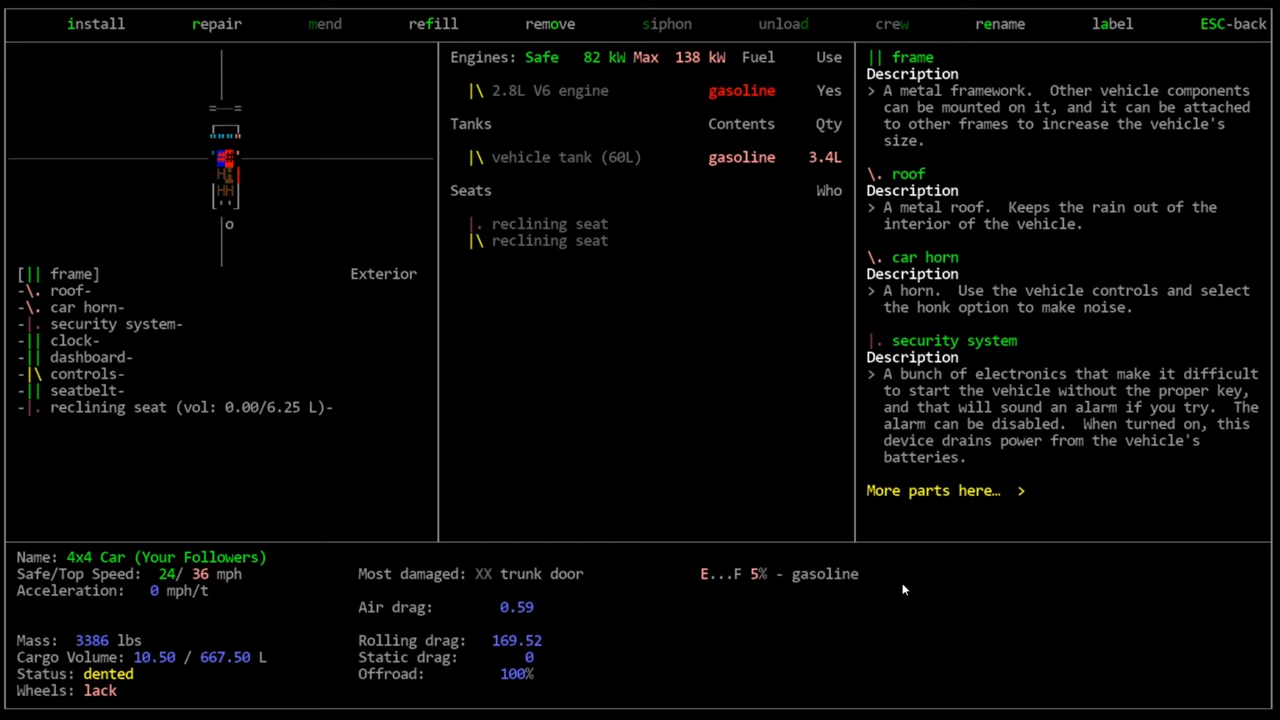 install repair mend refill remove siphon unload crew rename label ESC-back
[|| frame] Exterior
-\. roof-
-\. car horn-
-|. security system-
-|| clock-
-|| dashboard-
-|\ controls-
-|| seatbelt-
-|. reclining seat (vol: 0.00/6.25 L)-
Engines: Safe 82 kW Max 138 kW Fuel Use
|\ 2.8L V6 engine gasoline Yes
Tanks Contents Qty
|\ vehicle tank (60L) gasoline 3.4L
Seats Who
|. reclining seat
|\ reclining seat
|| frame
Description
> A metal framework. Other vehicle components
can be mounted on it, and it can be attached
to other frames to increase the vehicle's
size.
\. roof
Description
> A metal roof. Keeps the rain out of the
interior of the vehicle.
\. car horn
Description
> A horn. Use the vehicle controls and select
the honk option to make noise.
|. security system
Description
> A bunch of electronics that make it difficult
to start the vehicle without the proper key,
and that will sound an alarm if you try. The
alarm can be disabled. When turned on, this
device drains power from the vehicle's
batteries.
More parts here… >
Name: 4x4 Car (Your Followers)
Safe/Top Speed: 24/ 36 mph
Acceleration: 0 mph/t
Mass: 3386 lbs
Cargo Volume: 10.50 / 667.50 L
Status: dented
Wheels: lack
Most damaged: XX trunk door
Air drag: 0.59
Rolling drag: 169.52
Static drag: 0
Offroad: 100%
E...F 5% - gasoline